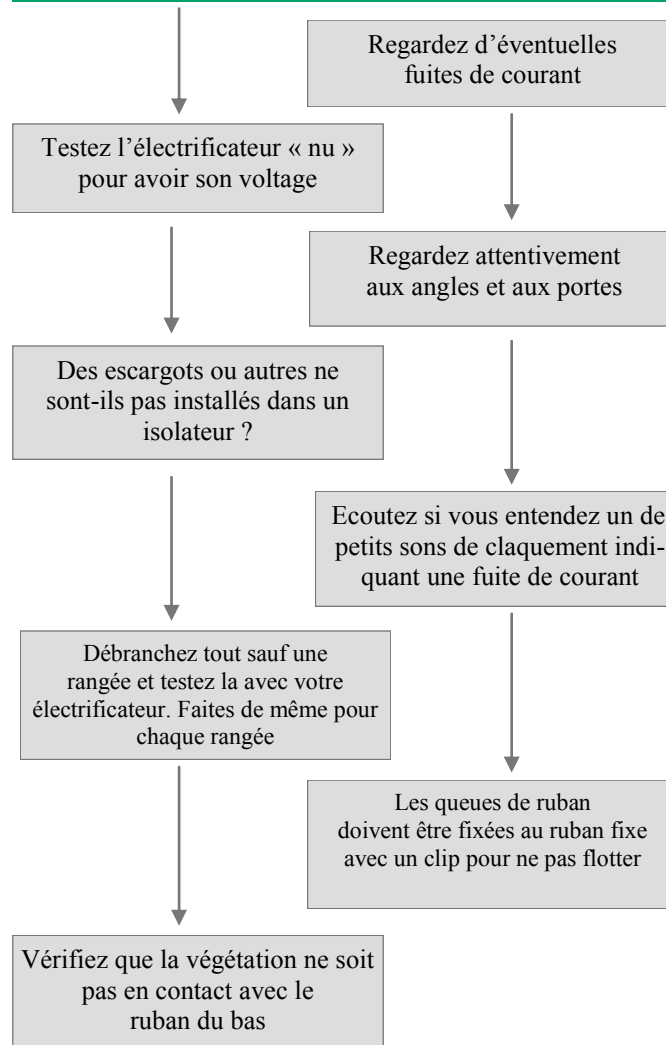 Regardez d’éventuelles
fuites de courant
Testez l’électrificateur « nu »
pour avoir son voltage
Regardez attentivement
aux angles et aux portes
Des escargots ou autres ne
sont-ils pas installés dans un
isolateur ?
Ecoutez si vous entendez un de
petits sons de claquement indi-
quant une fuite de courant
Débranchez tout sauf une
rangée et testez la avec votre
électrificateur. Faites de même pour
chaque rangée
Les queues de ruban
doivent être fixées au ruban fixe
avec un clip pour ne pas flotter
Vérifiez que la végétation ne soit
pas en contact avec le
ruban du bas